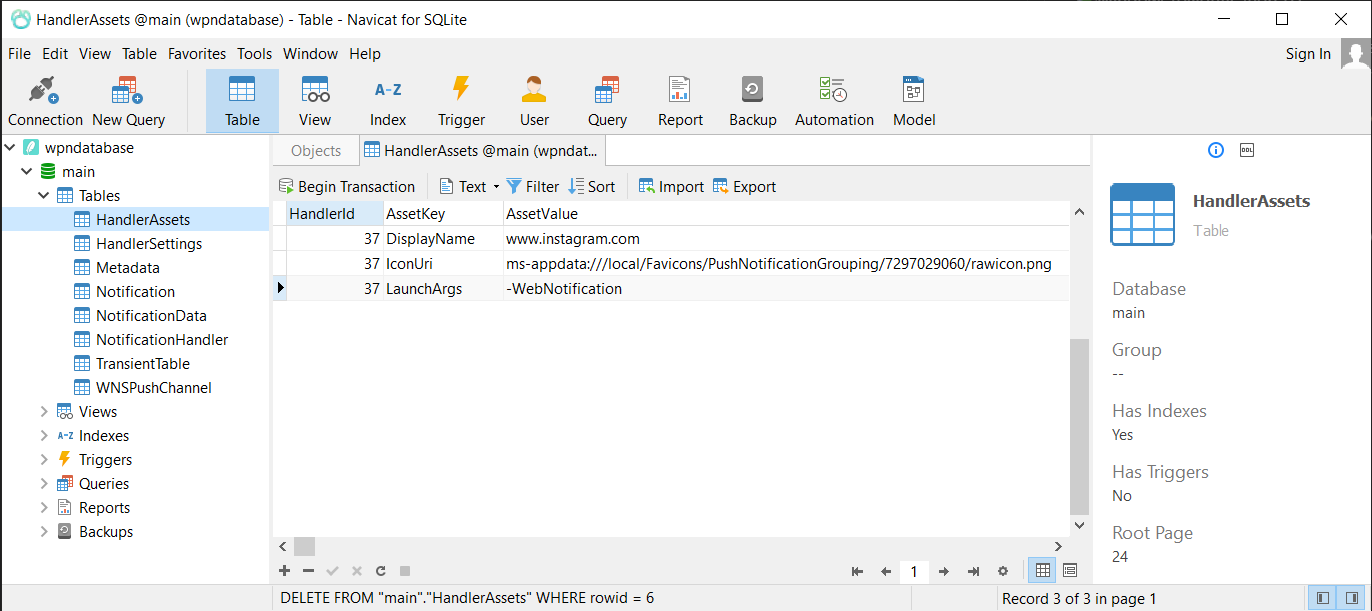 HandlerAssets @main (wpndatabase) - Table - Navicat for SQLite
File Edit View Table Favorites Tools Window Help Sign In
Connection New Query Table View Index Trigger User Query Report Backup Automation Model
A-Z
wpndatabase
main
Tables
HandlerAssets
HandlerSettings
Metadata
Notification
NotificationData
NotificationHandler
TransientTable
WNSPushChannel
Views
A-Z Indexes
Triggers
Queries
Reports
Backups
Objects HandlerAssets @main (wpndat...
Begin Transaction Text Filter Sort Import Export
HandlerId AssetKey AssetValue
37 DisplayName www.instagram.com
37 IconUri ms-appdata:///local/Favicons/PushNotificationGrouping/7297029060/rawicon.png
37 LaunchArgs -WebNotification
1
DDL
HandlerAssets
Table
Database
main
Group
--
Has Indexes
Yes
Has Triggers
No
Root Page
24
DELETE FROM "main"."HandlerAssets" WHERE rowid = 6
Record 3 of 3 in page 1